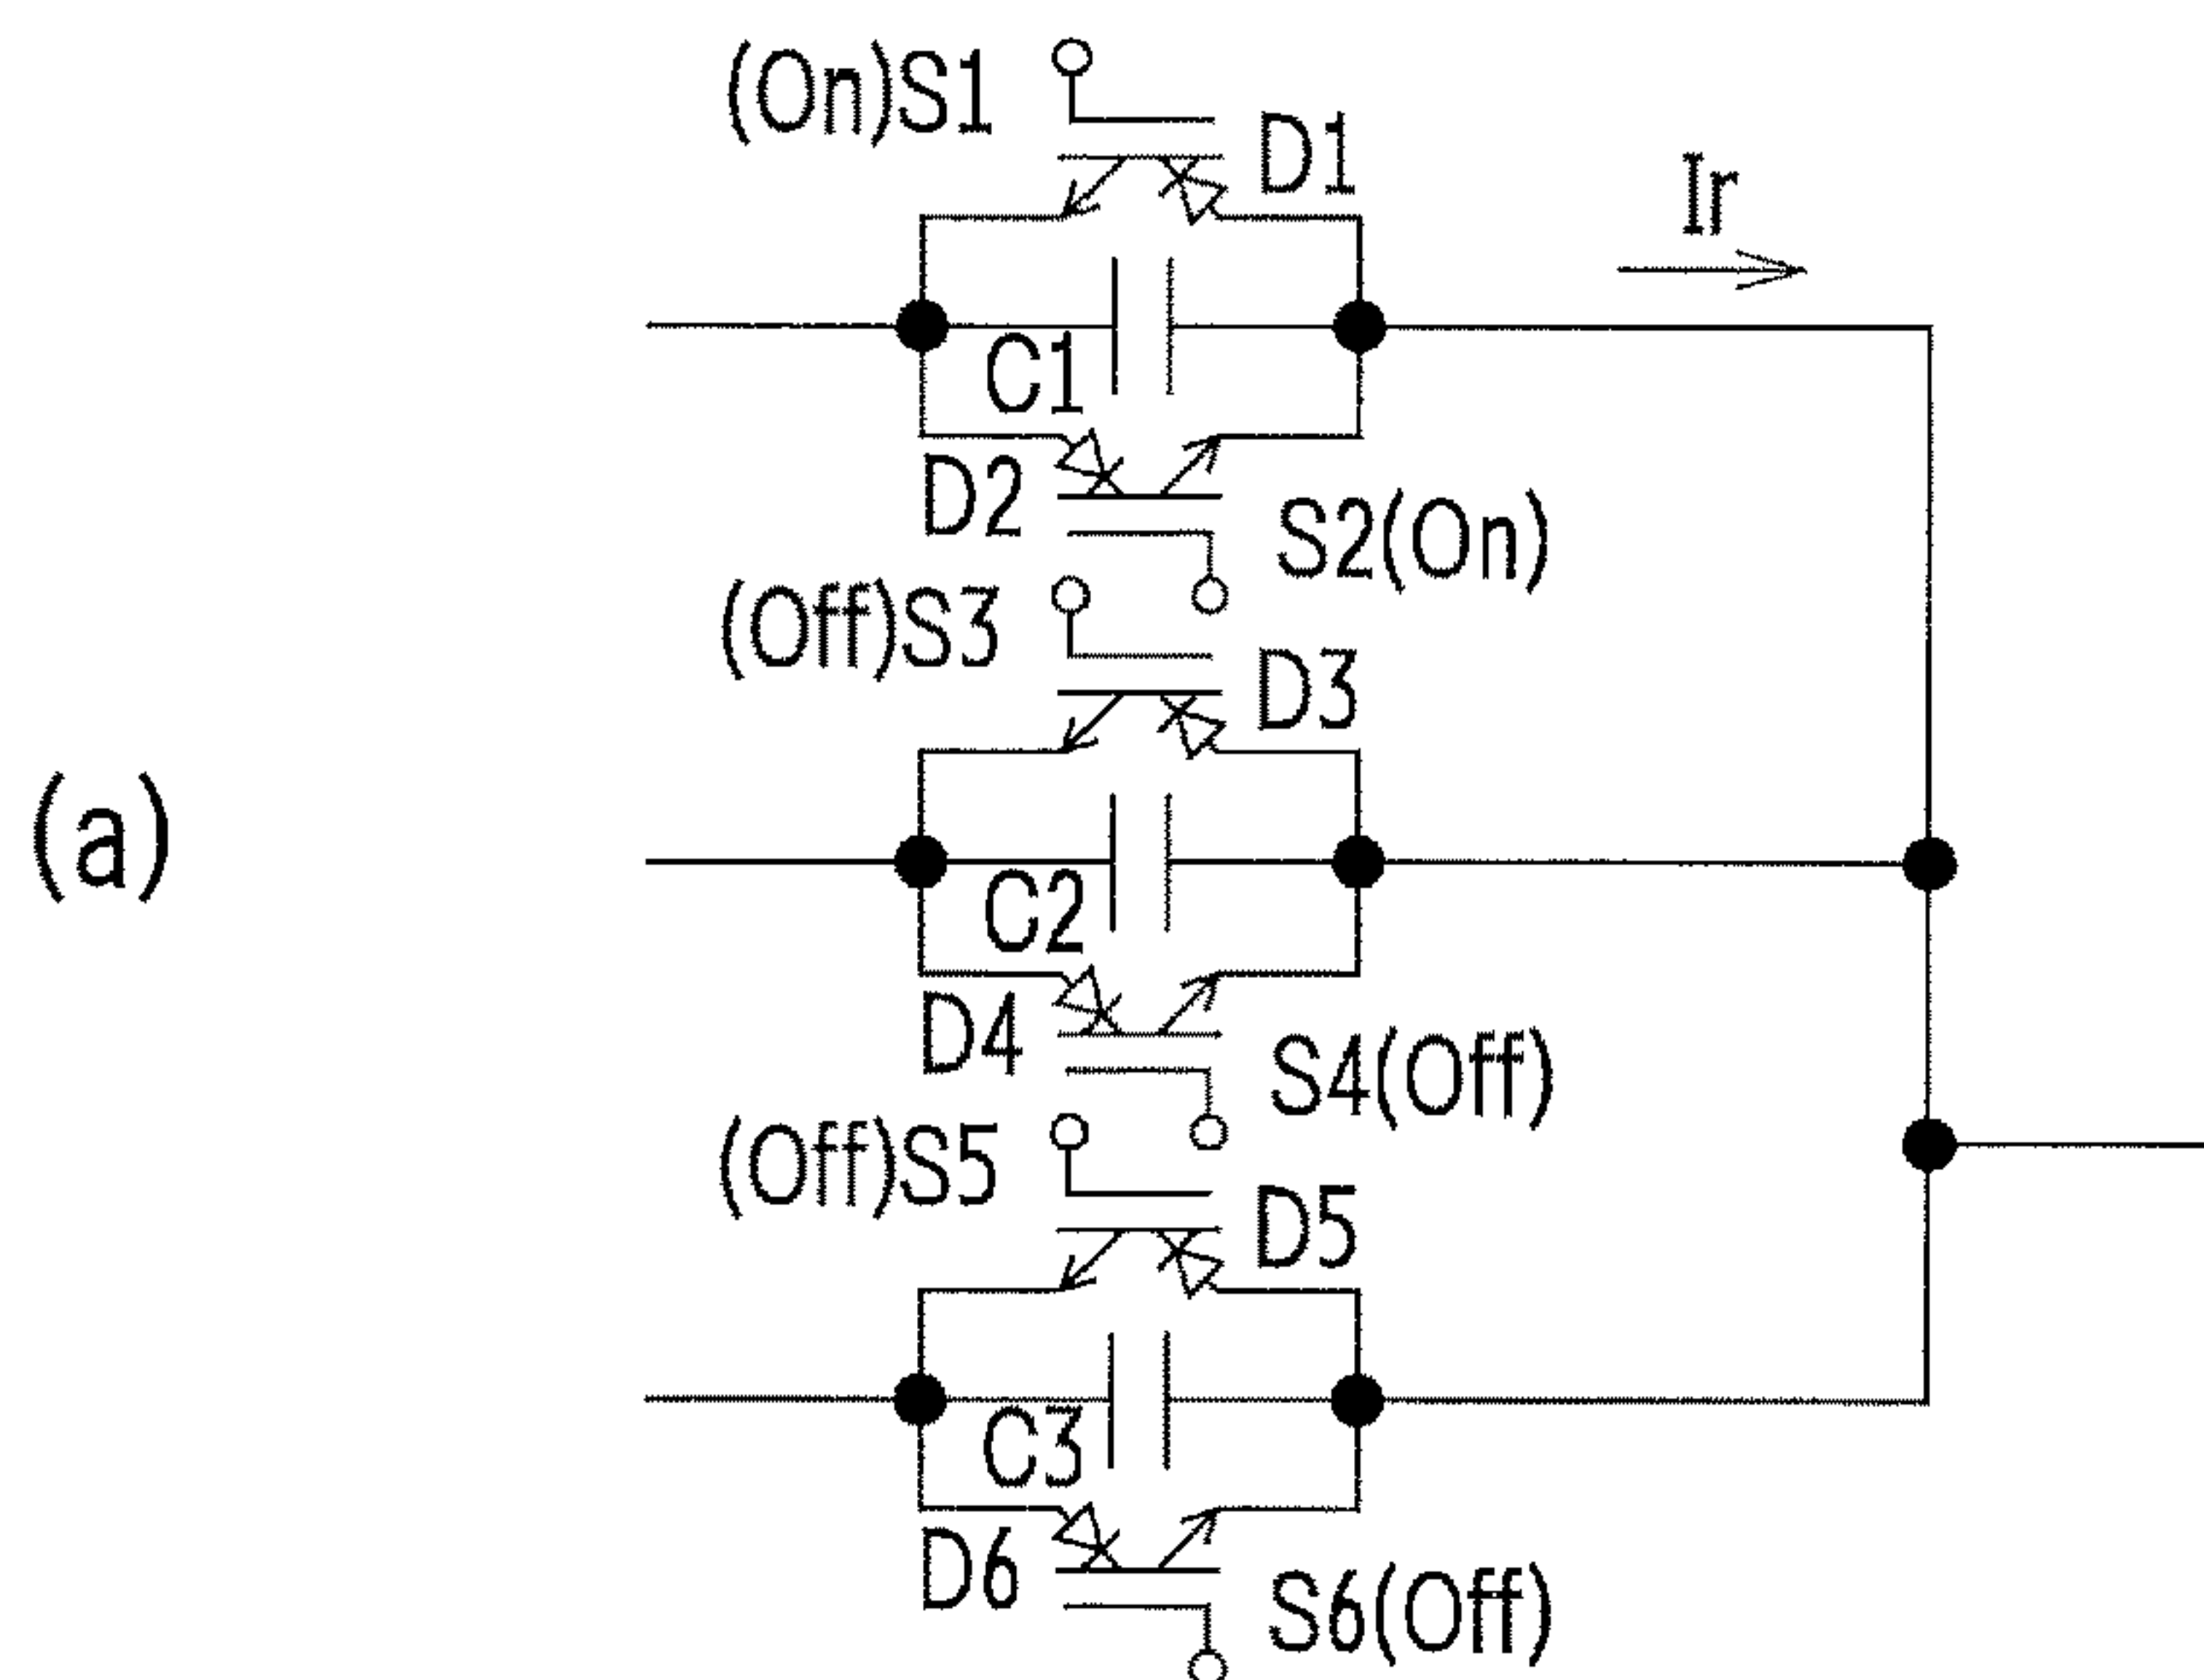 (On)S1
D1
Ir
C1
D2
S2(On)
(Off)S3
D3
(a)
C2
D4
S4(Off)
(Off)S5
D5
C3
D6
S6(Off)